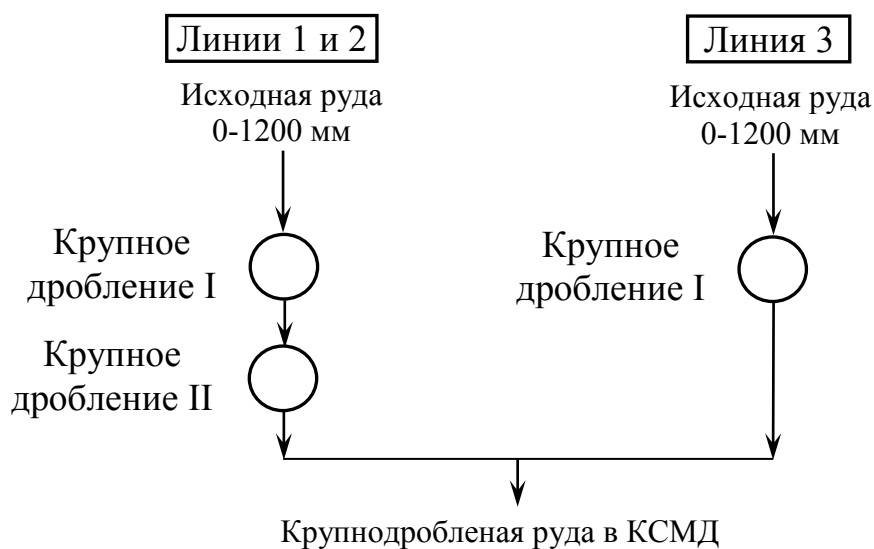 Линии 1 и 2
Линия 3
Исходная руда
0-1200 мм
Исходная руда
0-1200 мм
Крупное
дробление I
Крупное
дробление I
Крупное
дробление II
Крупнодробленая руда в КСМД